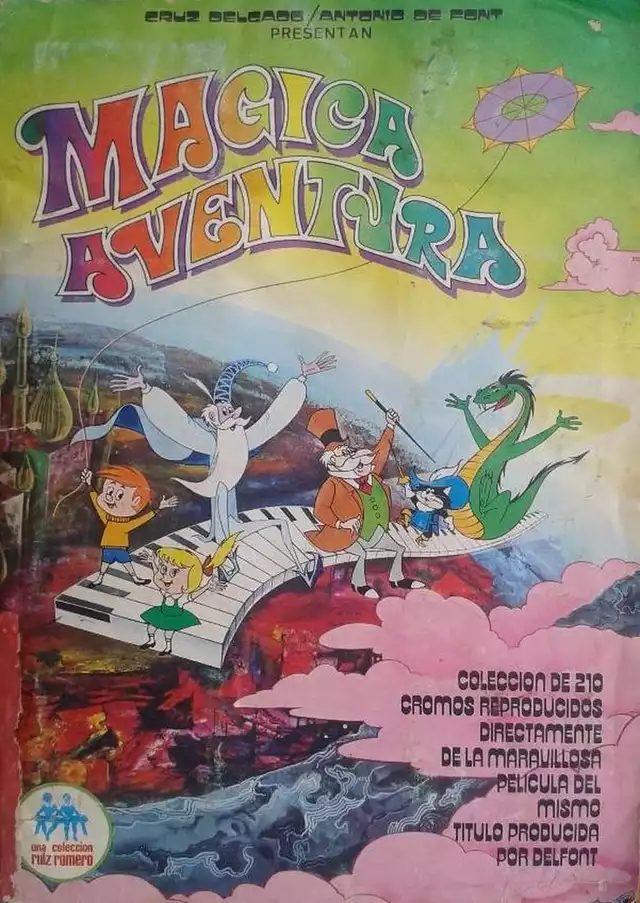 CRUZ DELGADO/ANTONIO DE FONT
PRESENTAN
MAGICA
AVENTURA
COLECCION DE 210
CROMOS REPRODUCIDOS
DIRECTAMENTE
DE LA MARAVILLOSA
PELICULA DEL
MISMO
TITULO PRODUCIDA
POR DELFONT
una coleccion
ruiz romero